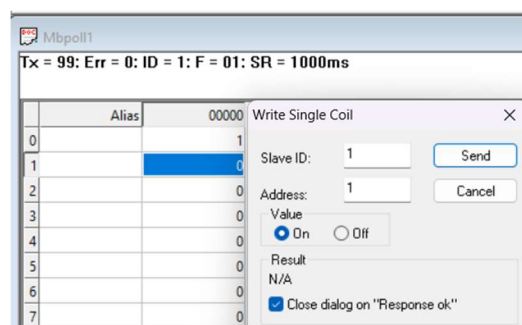 Mbpoll1
Tx = 99: Err = 0: ID = 1: F = 01: SR = 1000ms
Alias 00000
0 1
1 0
2 0
3 0
4 0
5 0
6 0
7 0
Write Single Coil
Slave ID: 1 Send
Address: 1 Cancel
Value
On Off
Result
N/A
Close dialog on "Response ok"